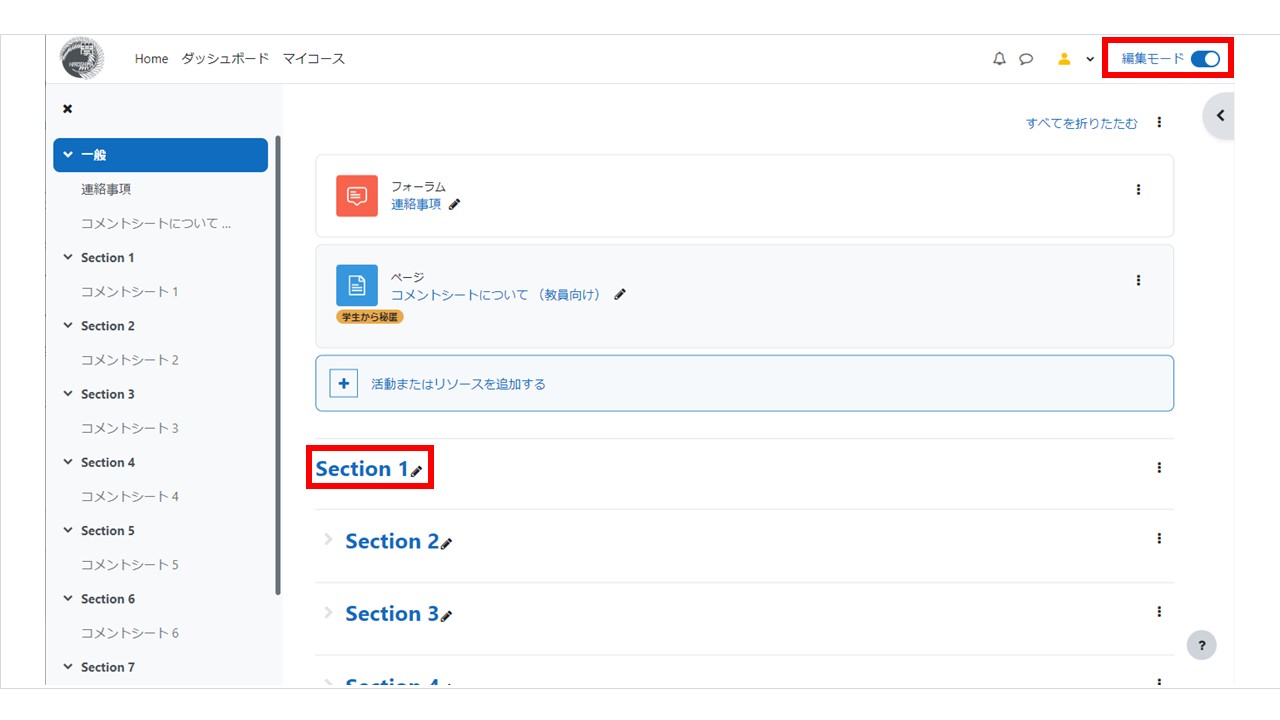 Home ダッシュボード マイコース
編集モード
一般
連絡事項
コメントシートについて ...
Section 1
コメントシート 1
Section 2
コメントシート 2
Section 3
コメントシート 3
Section 4
コメントシート 4
Section 5
コメントシート 5
Section 6
コメントシート 6
Section 7
すべてを折りたたむ
フォーラム
連絡事項
ページ
コメントシートについて （教員向け）
学生から秘匿
活動またはリソースを追加する
Section 1
Section 2
Section 3
Section 4
?